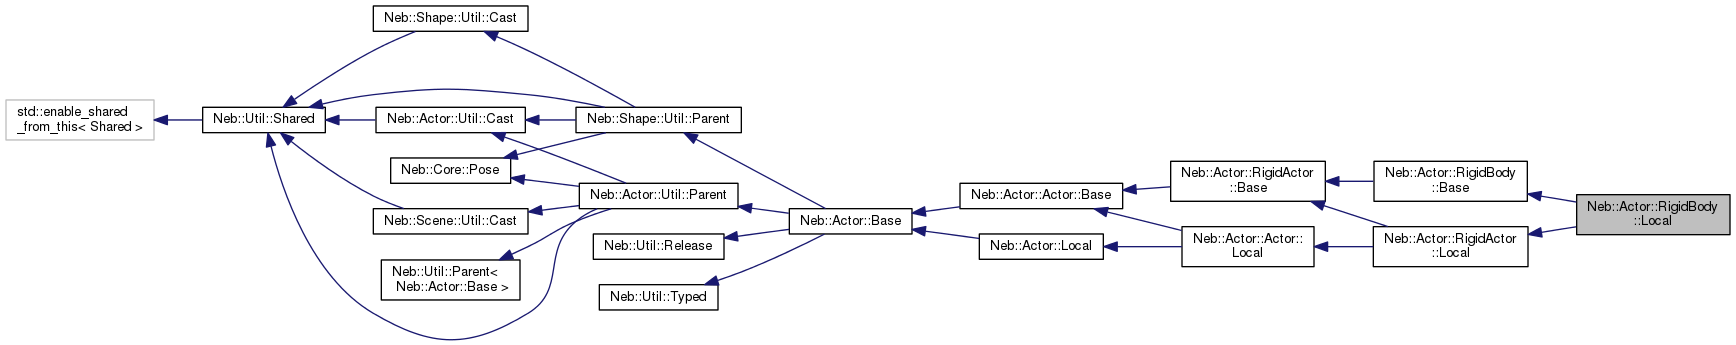 Neb::Shape::Util::Cast
std::enable_shared
_from_this< Shared >
Neb::Util::Shared
Neb::Actor::Util::Cast
Neb::Shape::Util::Parent
Neb::Core::Pose
Neb::Scene::Util::Cast
Neb::Actor::Util::Parent
Neb::Util::Parent<
Neb::Actor::Base >
Neb::Util::Release
Neb::Util::Typed
Neb::Actor::Base
Neb::Actor::Actor::Base
Neb::Actor::Local
Neb::Actor::RigidActor
::Base
Neb::Actor::Actor::
Local
Neb::Actor::RigidBody
::Base
Neb::Actor::RigidActor
::Local
Neb::Actor::RigidBody
::Local